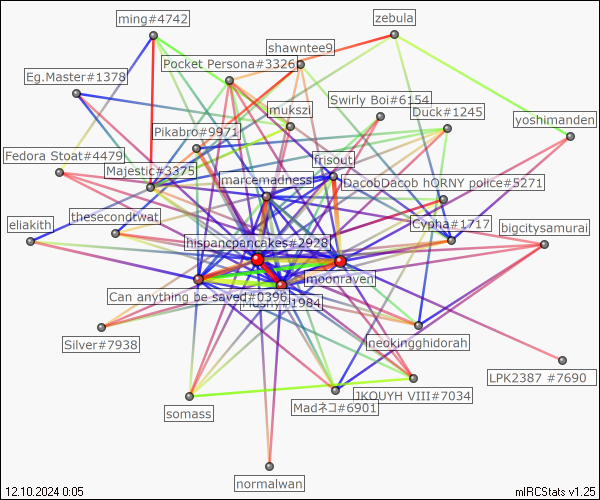 ming#4742
zebula
shawntee9
Pocket Persona#3326
Eg.Master#1378
Swirly Boi#6154
mukszi
Duck#1245
yoshimanden
Pikabro#9971
Fedora Stoat#4479
frisout
Majestic#3375
marcemadness
DacobDacob hORNY police#5271
eliakith
thesecondtwat
Cypha#1717
bigcitysamurai
hispancpancakes#2928
moonraven
Can anything be saved#0396
#1984
neokingghidorah
Silver#7938
LPK2387 #7690
JKQUYH VIII#7034
somass
Madネコ#6901
normalwan
12.10.2024 0:05
mIRCStats v1.25